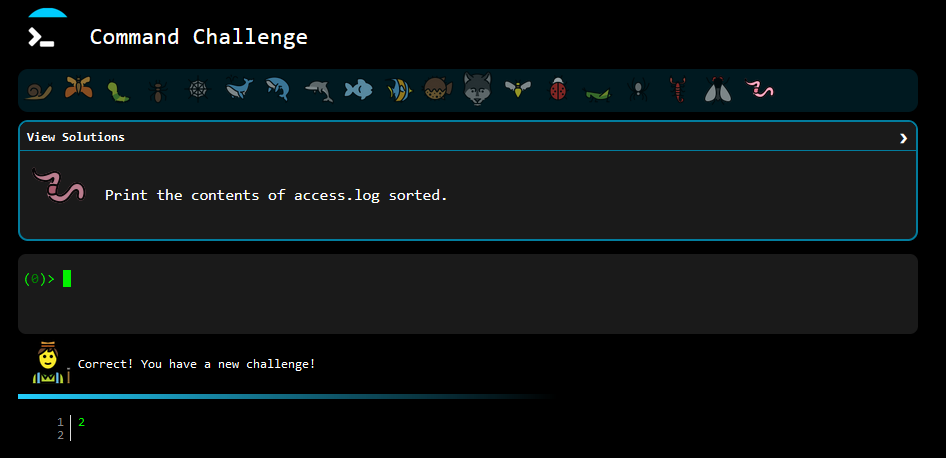 Command Challenge
View Solutions
Print the contents of access.log sorted.
(0)>
Correct! You have a new challenge!
1 2
2